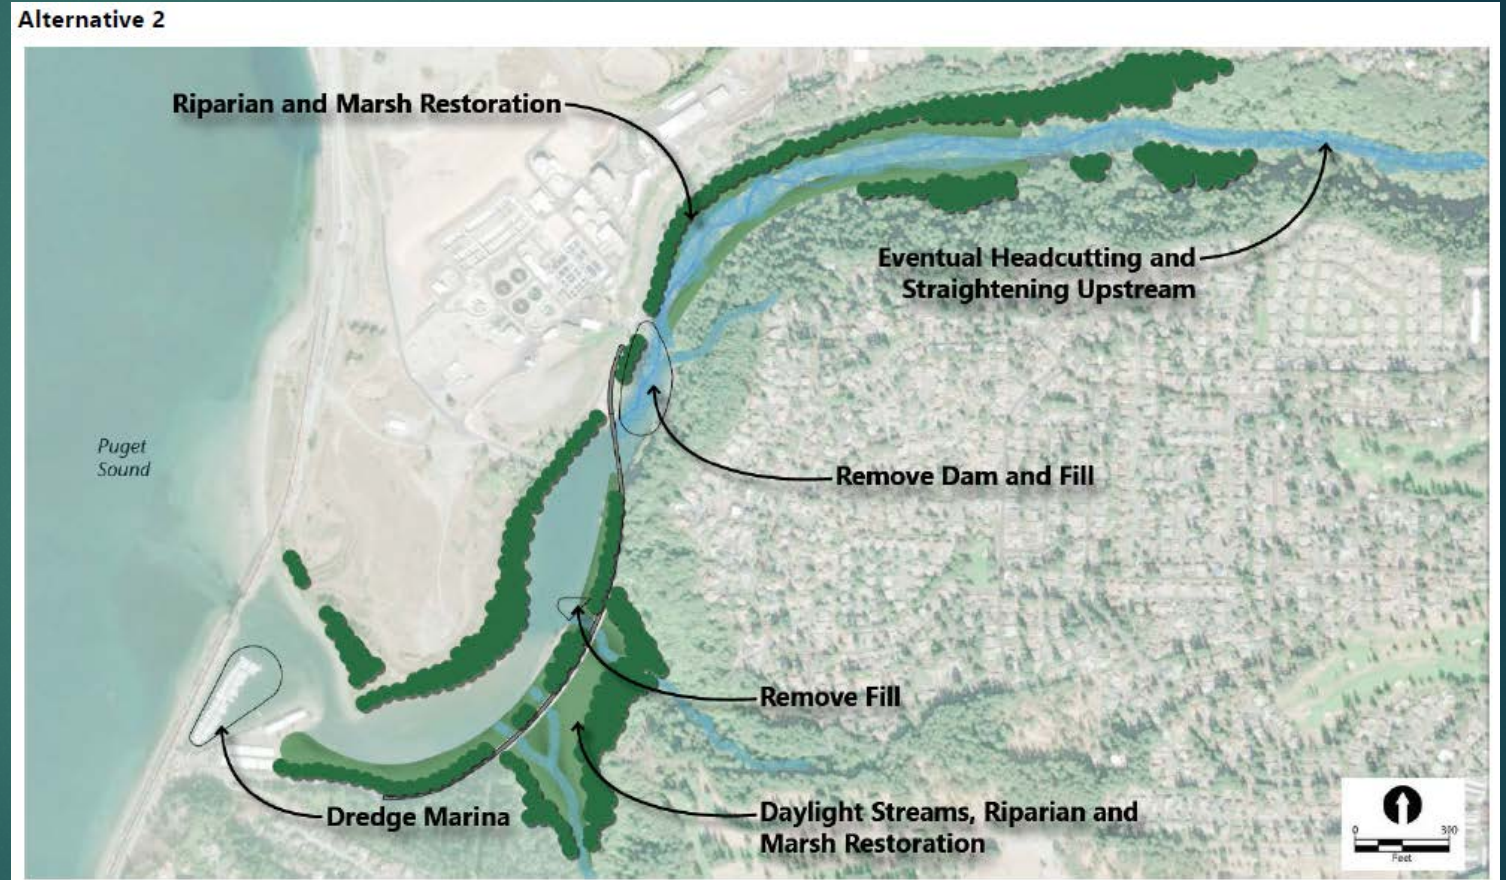 Alternative 2
Riparian and Marsh Restoration
Eventual Headcutting and
Straightening Upstream
Puget
Sound
Remove Dam and Fill
Remove Fill
Dredge Marina
Daylight Streams, Riparian and
Marsh Restoration
0 300
Feet